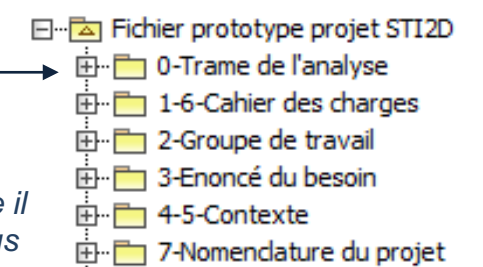 Fichier prototype projet STI2D
0-Trame de l'analyse
1-6-Cahier des charges
2-Groupe de travail
3-Enoncé du besoin
4-5-Contexte
7-Nomenclature du projet
il